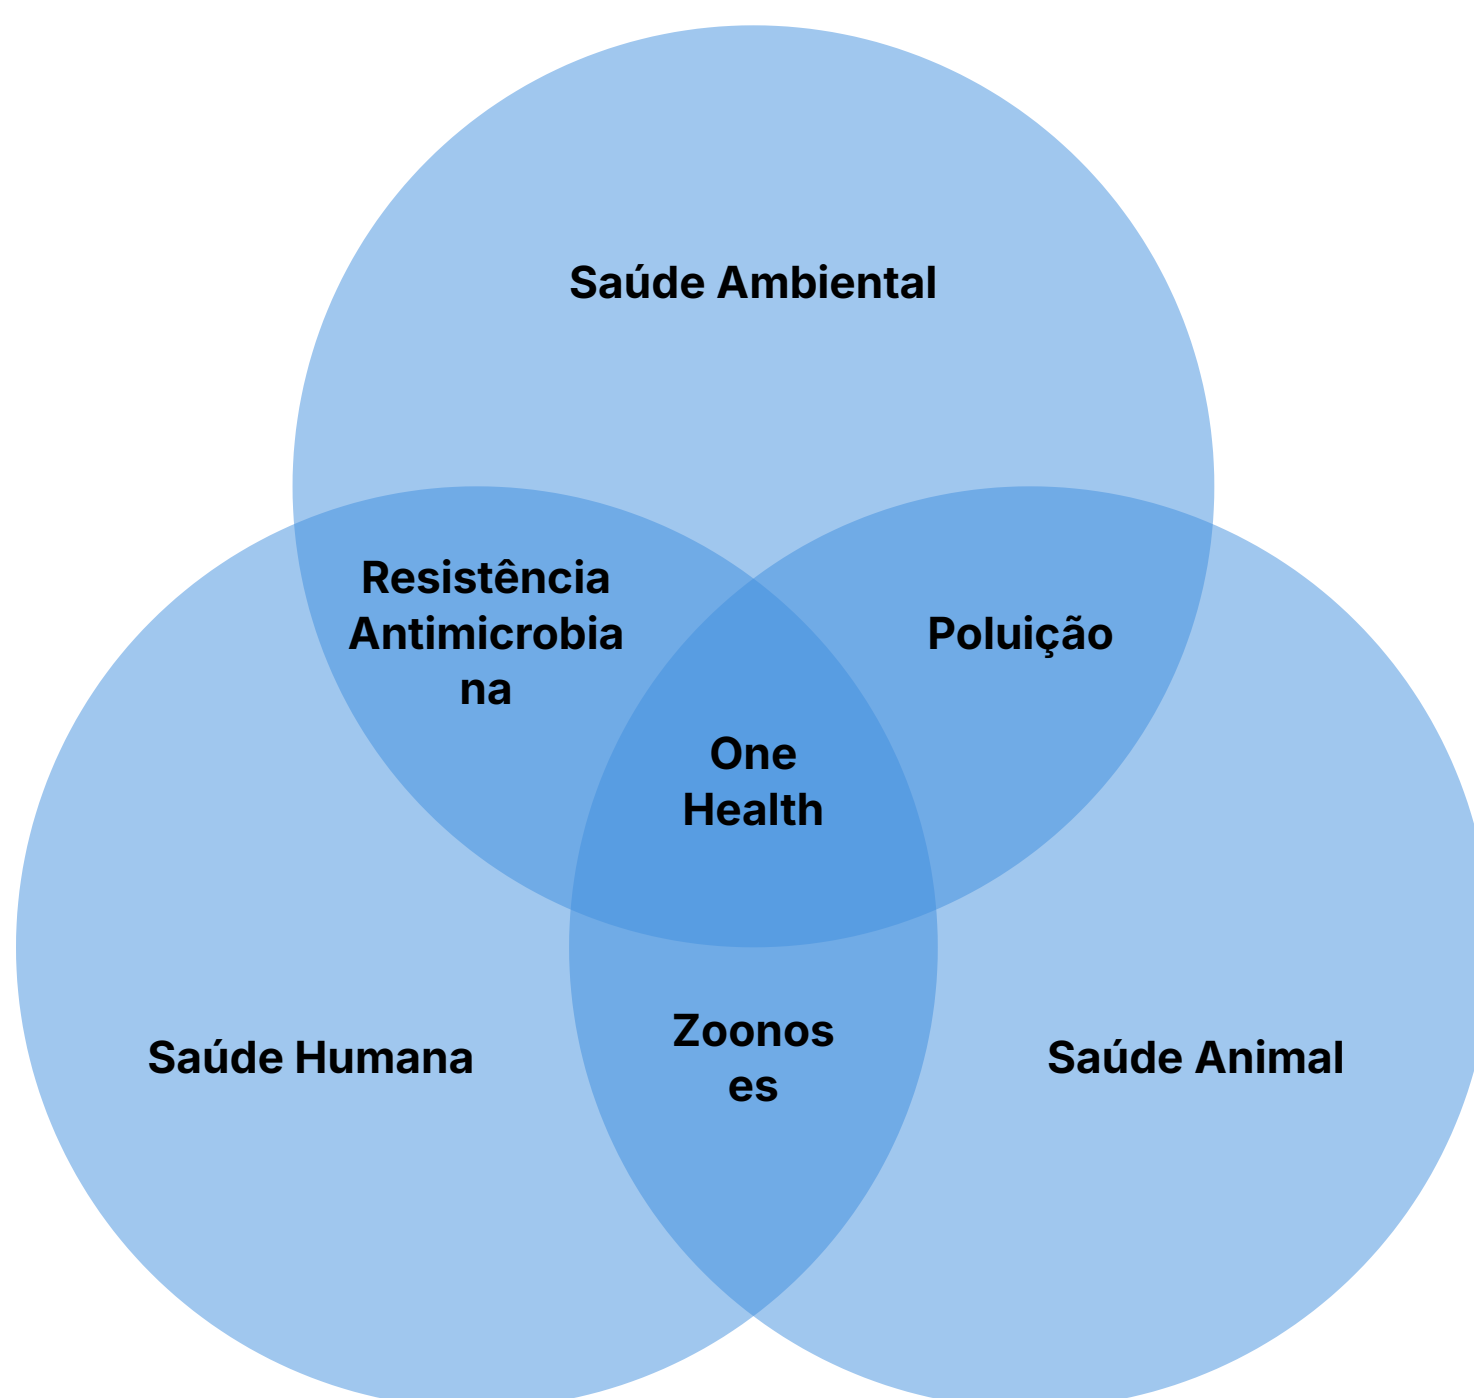 Saúde Ambiental
Resistência
Antimicrobia
na
Poluição
One
Health
Zoonos
es
Saúde Humana
Saúde Animal